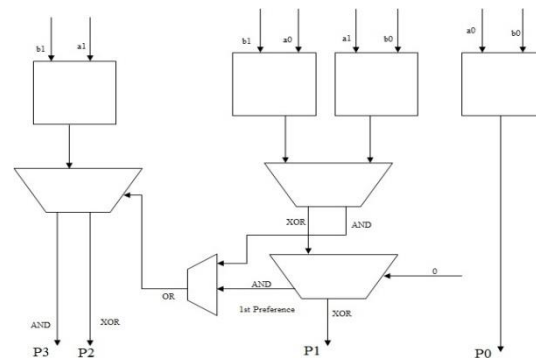 b1 a1 b1 a0 a1 b0 a0 b0
XOR AND
0
AND
OR
1st Preference
AND XOR XOR
P3 P2 P1 P0